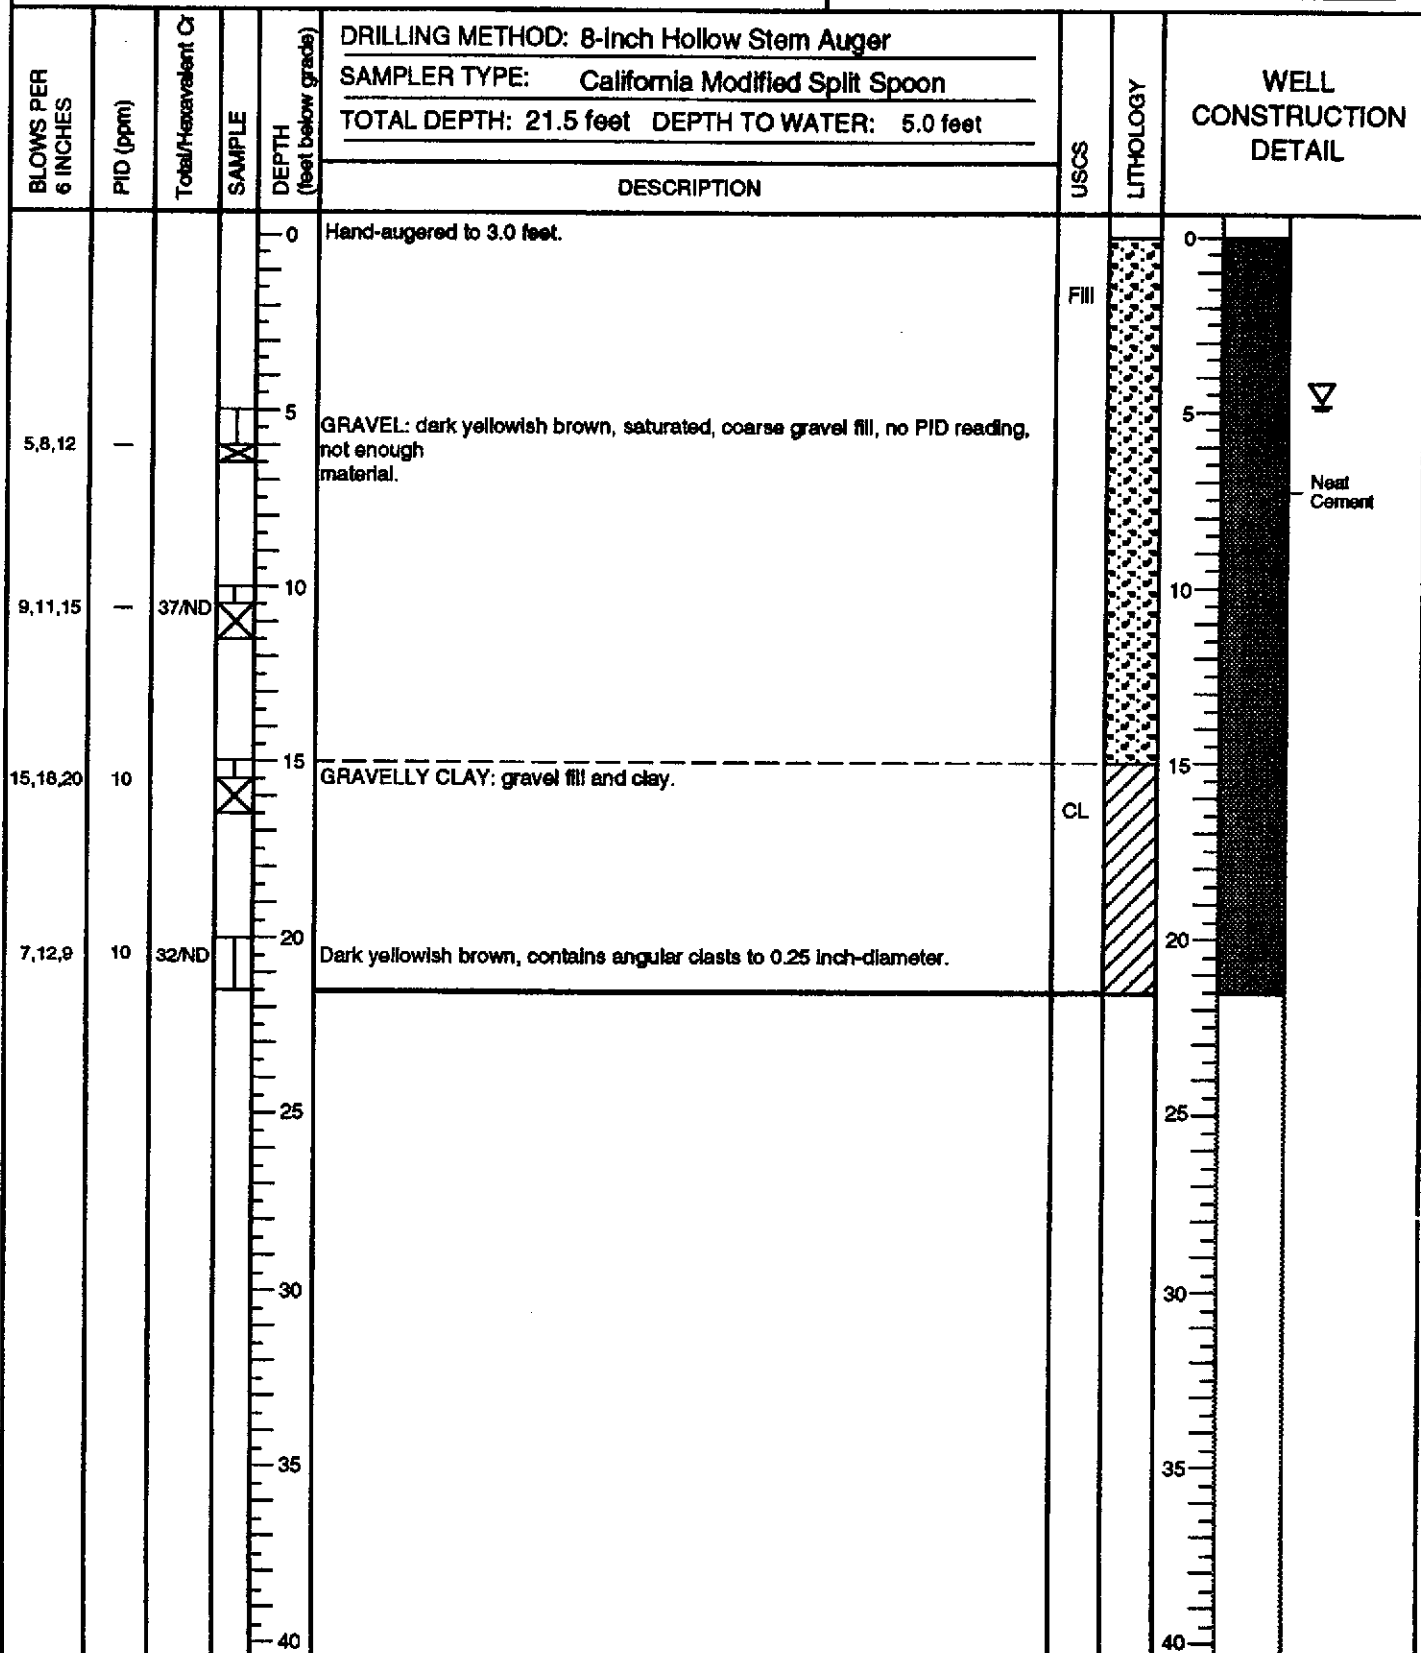 DRILLING METHOD: 8-Inch Hollow Stem Auger
SAMPLER TYPE: California Modified Split Spoon
TOTAL DEPTH: 21.5 feet DEPTH TO WATER: 5.0 feet
BLOWS PER
6 INCHES
PID (ppm)
Total/Hexavalent Cr
SAMPLE
DEPTH
(feet below grade)
DESCRIPTION
USCS
LITHOLOGY
WELL
CONSTRUCTION
DETAIL
0 Hand-augered to 3.0 feet. 0
Fill
5 5
GRAVEL: dark yellowish brown, saturated, coarse gravel fill, no PID reading,
5,8,12 — not enough
material.
Neat
Cement
10 10
9,11,15 — 37/ND
15 15
15,18,20 10 GRAVELLY CLAY: gravel fill and clay.
CL
20 20
7,12,9 10 32/ND Dark yellowish brown, contains angular clasts to 0.25 inch-diameter.
25 25
30 30
35 35
40 40